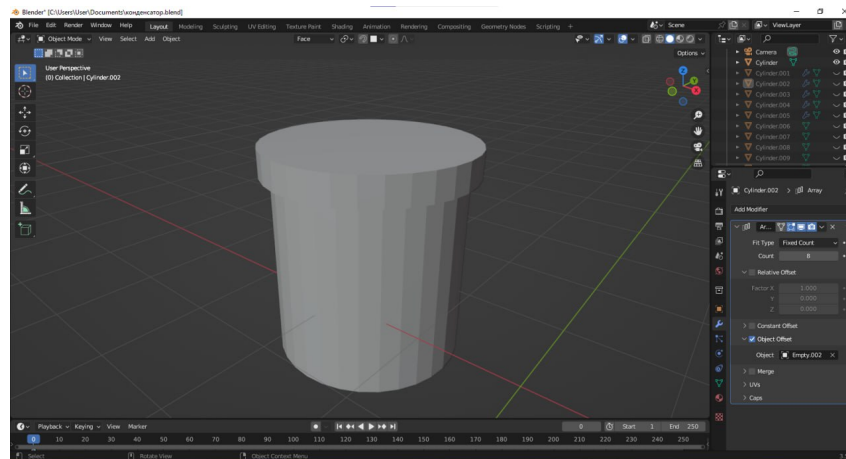 Blender* [C:\Users\User\Documents\конденсатор.blend]
File Edit Render Window Help Layout Modeling Sculpting UV Editing Texture Paint Shading Animation Rendering Compositing Geometry Nodes Scripting + Scene ViewLayer
Object Mode View Select Add Object Face
Options
User Perspective
(0) Collection | Cylinder.002
Z
X
Y
Camera
Cylinder
Cylinder.001
Cylinder.002
Cylinder.003
Cylinder.004
Cylinder.005
Cylinder.006
Cylinder.007
Cylinder.008
Cylinder.009
Cylinder.002 > Array
Add Modifier
Ar...
Fit Type Fixed Count
Count 8
Relative Offset
Factor X 1.000
Y 0.000
Z 0.000
Constant Offset
Object Offset
Object Empty.002
Merge
UVs
Caps
Playback Keying View Marker 0 Start 1 End 250
0 10 20 30 40 50 60 70 80 90 100 110 120 130 140 150 160 170 180 190 200 210 220 230 240 250
Select Rotate View Object Context Menu